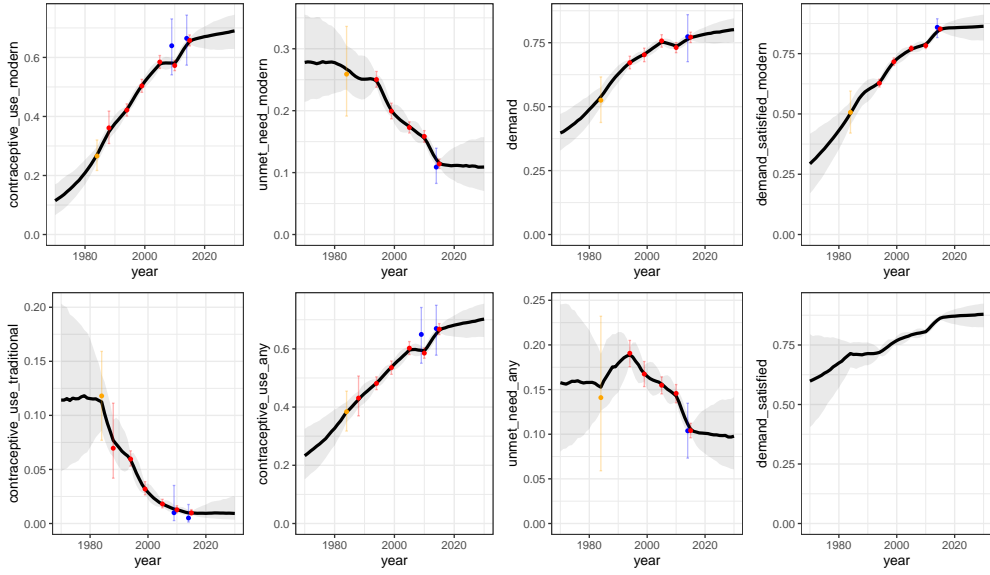 contraceptive_use_modern
0.6
0.4
0.2
0.0
1980 2000 2020
year
unmet_need_modern
0.3
0.2
0.1
0.0
1980 2000 2020
year
demand
0.75
0.50
0.25
0.00
1980 2000 2020
year
demand_satisfied_modern
0.75
0.50
0.25
0.00
1980 2000 2020
year
contraceptive_use_traditional
0.20
0.15
0.10
0.05
0.00
1980 2000 2020
year
contraceptive_use_any
0.6
0.4
0.2
0.0
1980 2000 2020
year
unmet_need_any
0.25
0.20
0.15
0.10
0.05
0.00
1980 2000 2020
year
demand_satisfied
0.75
0.50
0.25
0.00
1980 2000 2020
year